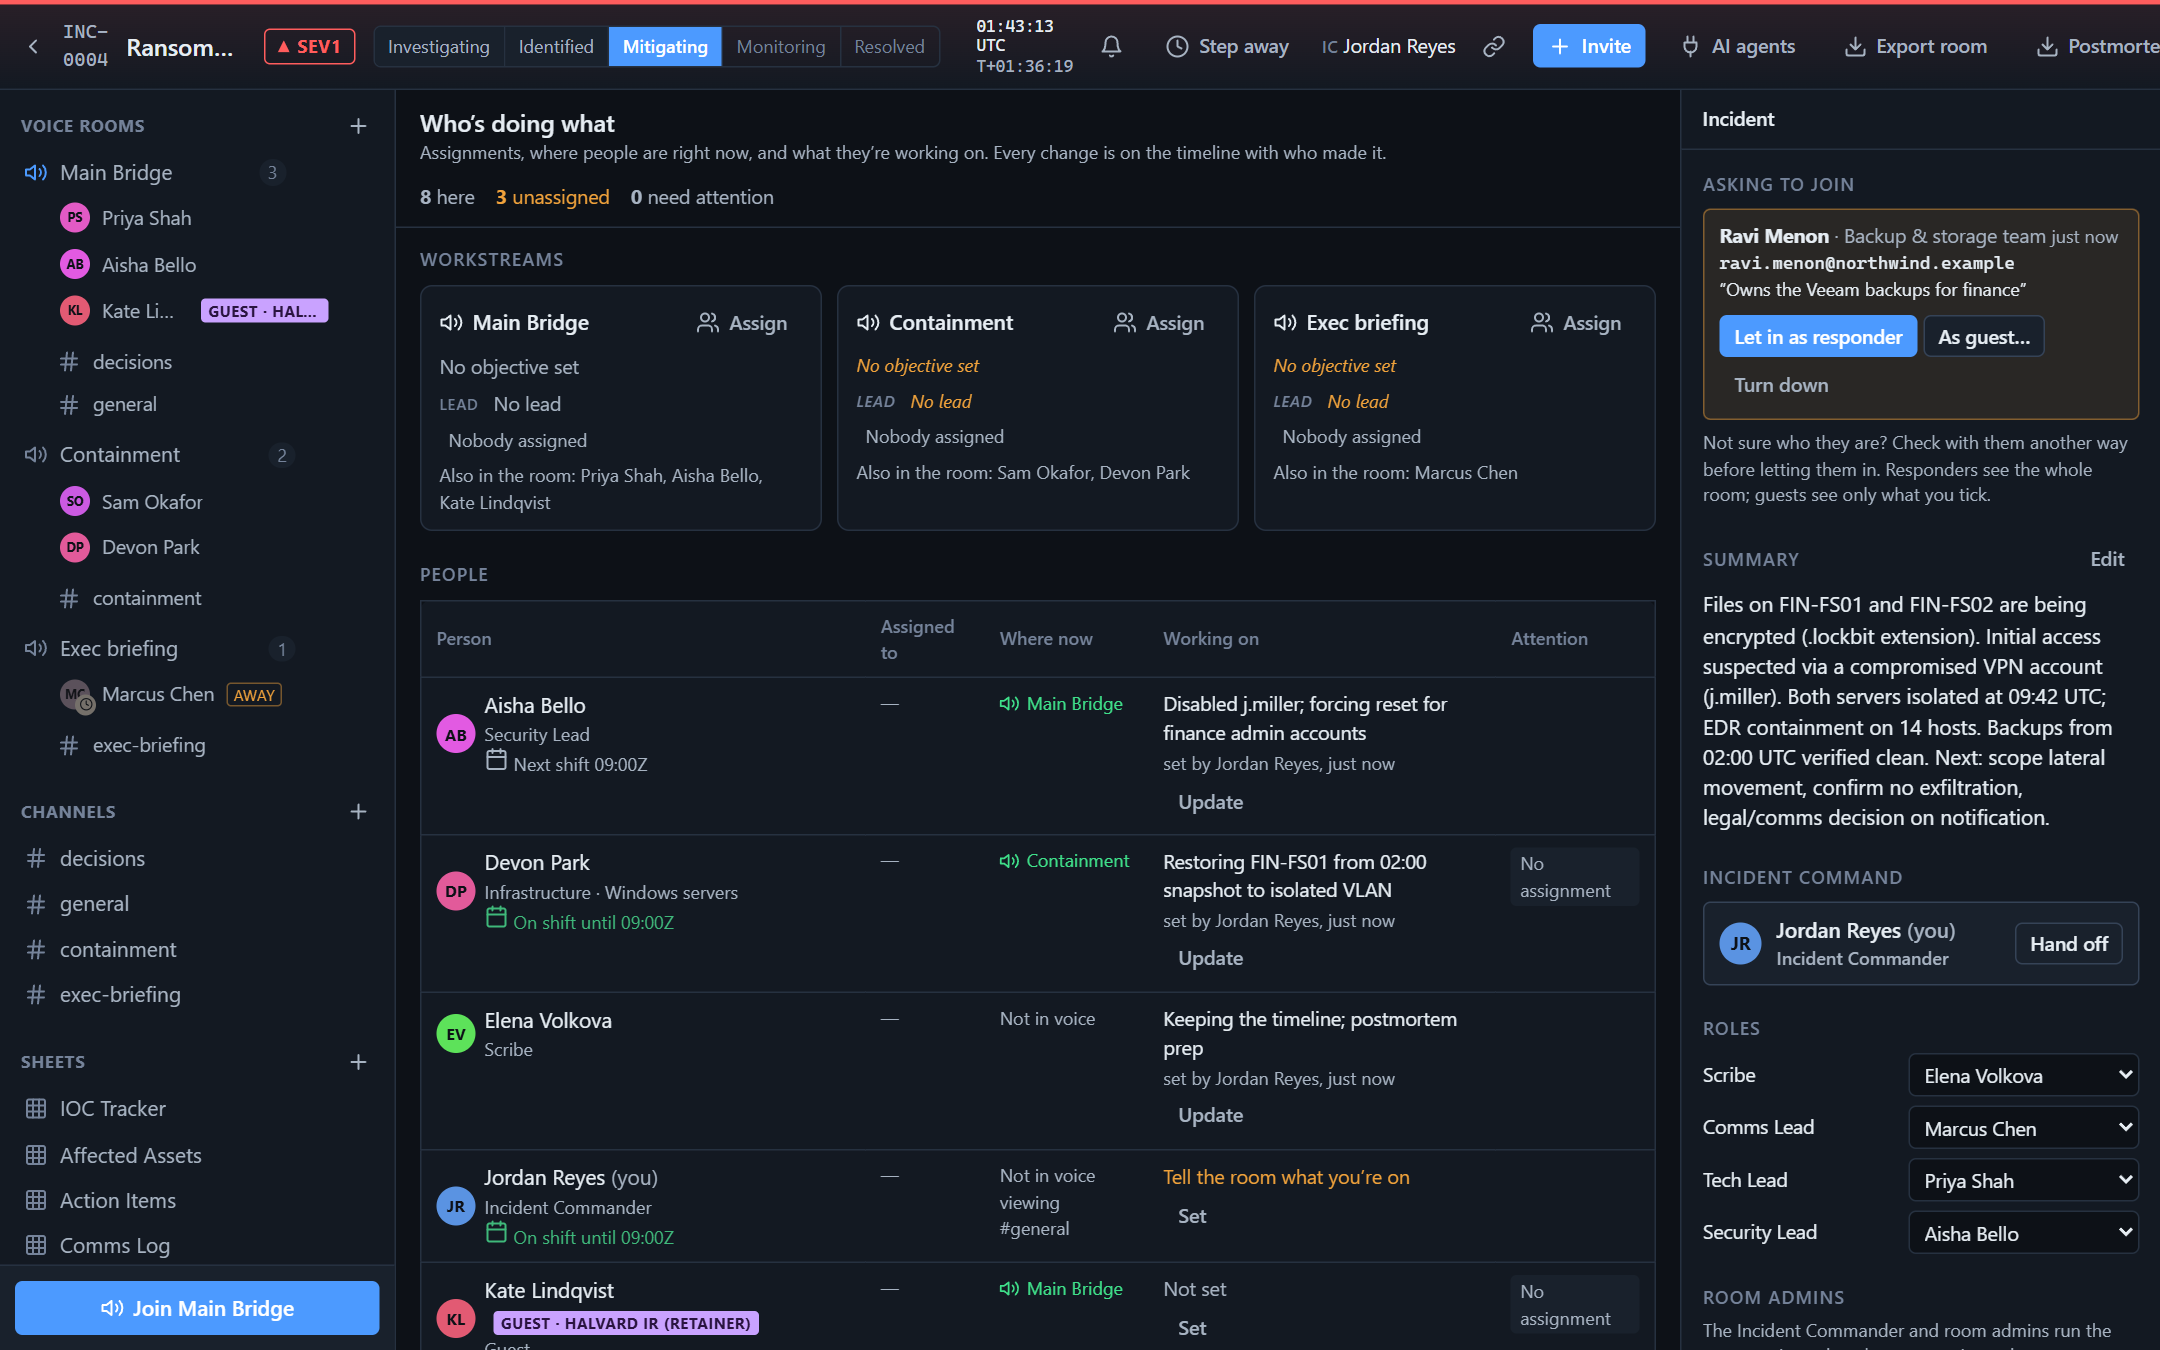 INC-
0004
Ransom...
SEV1
Investigating
Identified
Mitigating
Monitoring
Resolved
01:43:13
UTC
T+01:36:19
Step away
IC Jordan Reyes
Invite
AI agents
Export room
Postmorte
VOICE ROOMS
Main Bridge
3
PS
Priya Shah
AB
Aisha Bello
KL
Kate Li...
GUEST · HAL...
decisions
general
Containment
2
SO
Sam Okafor
DP
Devon Park
containment
Exec briefing
1
MC
Marcus Chen
AWAY
exec-briefing
CHANNELS
decisions
general
containment
exec-briefing
SHEETS
IOC Tracker
Affected Assets
Action Items
Comms Log
Join Main Bridge
Who's doing what
Assignments, where people are right now, and what they're working on. Every change is on the timeline with who made it.
8 here
3 unassigned
0 need attention
WORKSTREAMS
Main Bridge
Assign
No objective set
LEAD No lead
Nobody assigned
Also in the room: Priya Shah, Aisha Bello,
Kate Lindqvist
Containment
Assign
No objective set
LEAD No lead
Nobody assigned
Also in the room: Sam Okafor, Devon Park
Exec briefing
Assign
No objective set
LEAD No lead
Nobody assigned
Also in the room: Marcus Chen
PEOPLE
Person
Assigned
to
Where now
Working on
Attention
AB
Aisha Bello
Security Lead
Next shift 09:00Z
—
Main Bridge
Disabled j.miller; forcing reset for
finance admin accounts
set by Jordan Reyes, just now
Update
DP
Devon Park
Infrastructure · Windows servers
On shift until 09:00Z
—
Containment
Restoring FIN-FS01 from 02:00
snapshot to isolated VLAN
set by Jordan Reyes, just now
Update
No
assignment
EV
Elena Volkova
Scribe
—
Not in voice
Keeping the timeline; postmortem
prep
set by Jordan Reyes, just now
Update
JR
Jordan Reyes (you)
Incident Commander
On shift until 09:00Z
—
Not in voice
viewing
#general
Tell the room what you're on
Set
KL
Kate Lindqvist
GUEST · HALVARD IR (RETAINER)
Guest
—
Main Bridge
Not set
Set
No
assignment
Incident
ASKING TO JOIN
Ravi Menon · Backup & storage team just now
ravi.menon@northwind.example
"Owns the Veeam backups for finance"
Let in as responder
As guest...
Turn down
Not sure who they are? Check with them another way
before letting them in. Responders see the whole
room; guests see only what you tick.
SUMMARY
Edit
Files on FIN-FS01 and FIN-FS02 are being
encrypted (.lockbit extension). Initial access
suspected via a compromised VPN account
(j.miller). Both servers isolated at 09:42 UTC;
EDR containment on 14 hosts. Backups from
02:00 UTC verified clean. Next: scope lateral
movement, confirm no exfiltration,
legal/comms decision on notification.
INCIDENT COMMAND
JR
Jordan Reyes (you)
Incident Commander
Hand off
ROLES
Scribe
Elena Volkova
Comms Lead
Marcus Chen
Tech Lead
Priya Shah
Security Lead
Aisha Bello
ROOM ADMINS
The Incident Commander and room admins run the